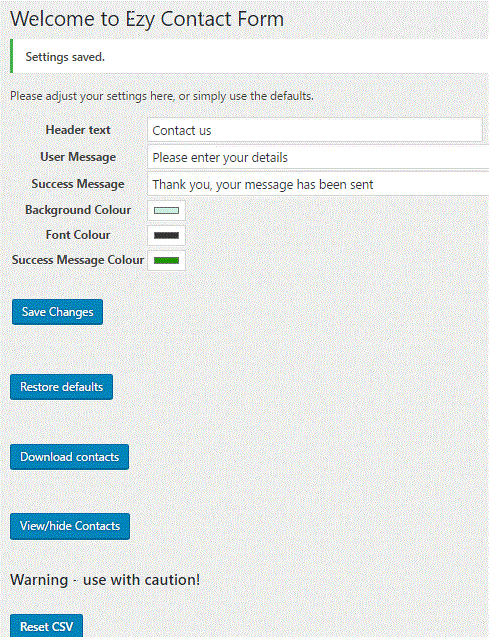 Welcome to Ezy Contact Form
Settings saved.
Please adjust your settings here, or simply use the defaults.
Header text Contact us
User Message Please enter your details
Success Message Thank you, your message has been sent
Background Colour
Font Colour
Success Message Colour
Save Changes
Restore defaults
Download contacts
View/hide Contacts
Warning - use with caution!
Reset CSV